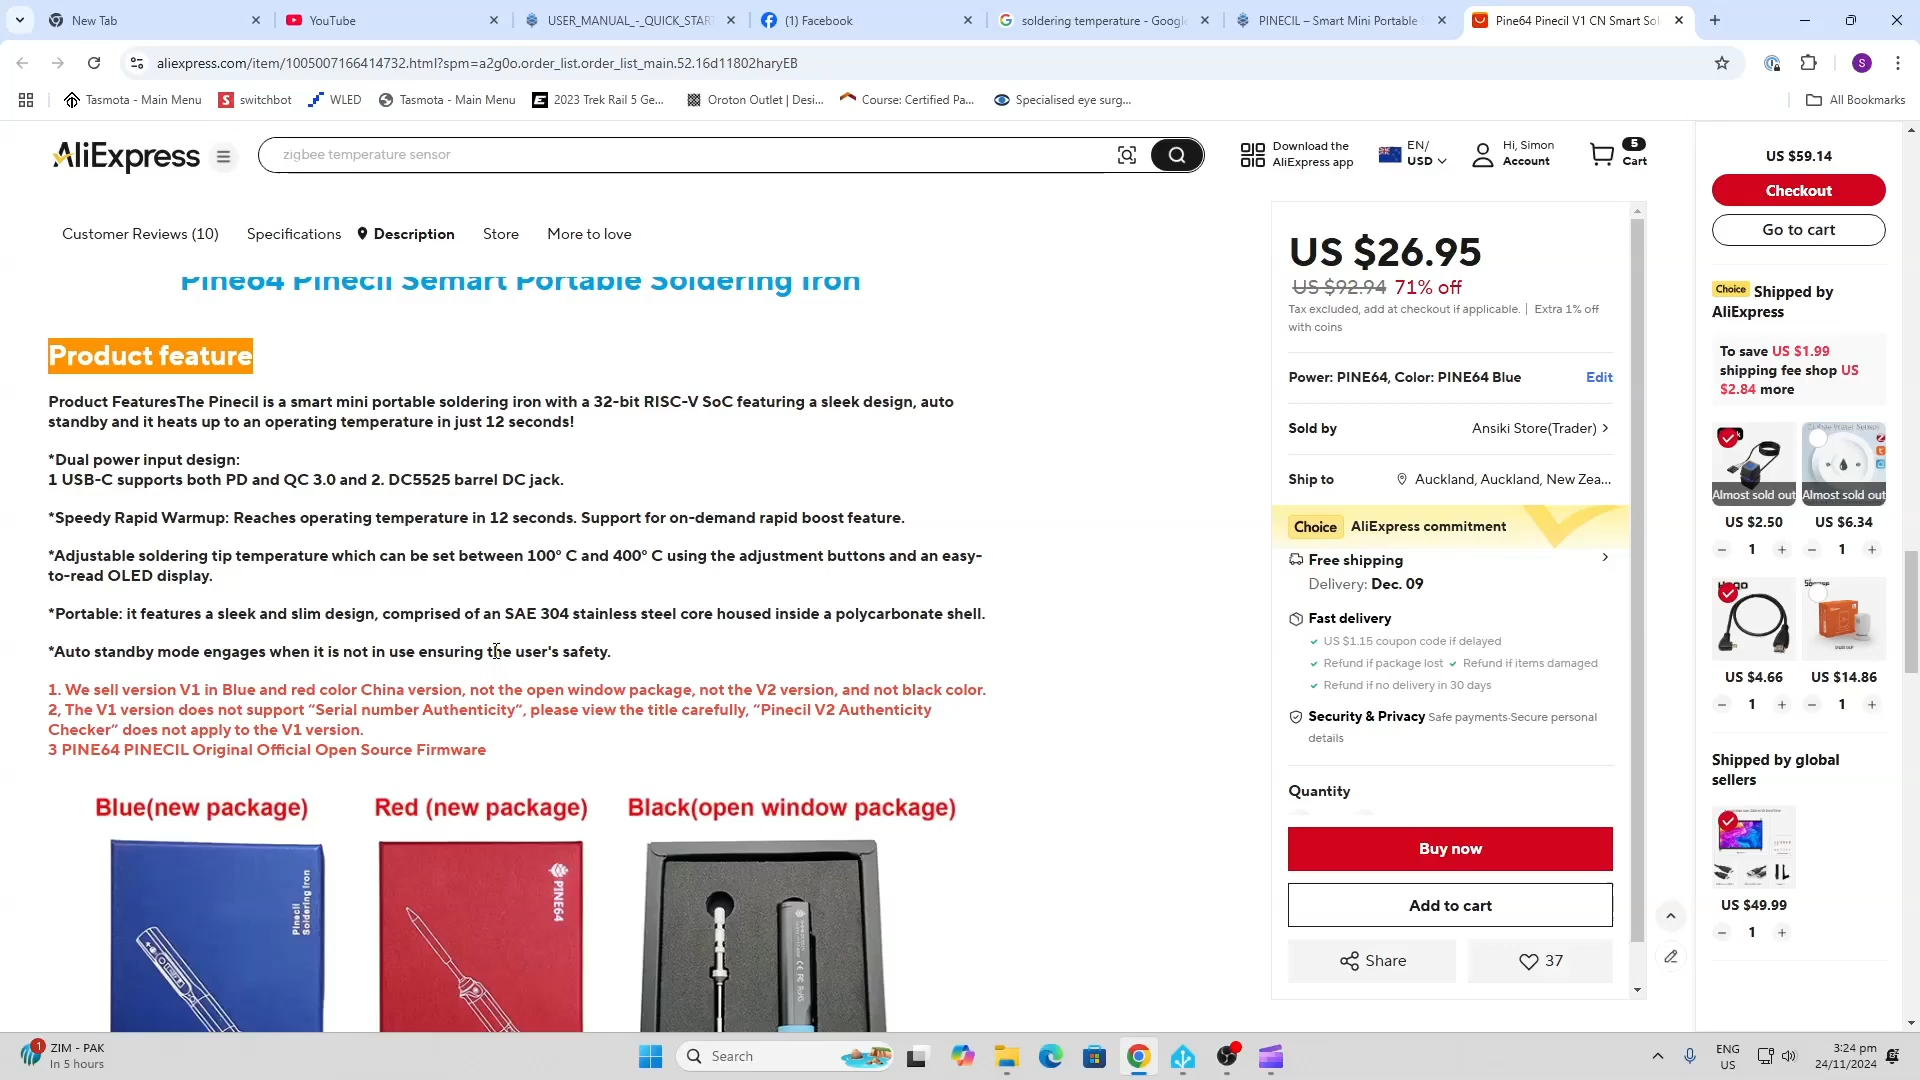 New Tab
YouTube
USER_MANUAL_-_QUICK_STAR
(1) Facebook
soldering temperature - Google
PINECIL – Smart Mini Portable S
Pine64 Pinecil V1 CN Smart Sol
aliexpress.com/item/1005007166414732.html?spm=a2g0o.order_list.order_list_main.52.16d11802haryEB
S
Tasmota - Main Menu
switchbot
WLED
Tasmota - Main Menu
2023 Trek Rail 5 Ge...
Oroton Outlet | Desi...
Course: Certified Pa...
Specialised eye surg...
All Bookmarks
AliExpress
zigbee temperature sensor
Download the
AliExpress app
EN/
USD
Hi, Simon
Account
5
Cart
Customer Reviews (10)
Specifications
Description
Store
More to love
Pine64 Pinecil Semart Portable Soldering Iron
Product feature
Product FeaturesThe Pinecil is a smart mini portable soldering iron with a 32-bit RISC-V SoC featuring a sleek design, auto
standby and it heats up to an operating temperature in just 12 seconds!
*Dual power input design:
1 USB-C supports both PD and QC 3.0 and 2. DC5525 barrel DC jack.
*Speedy Rapid Warmup: Reaches operating temperature in 12 seconds. Support for on-demand rapid boost feature.
*Adjustable soldering tip temperature which can be set between 100° C and 400° C using the adjustment buttons and an easy-
to-read OLED display.
*Portable: it features a sleek and slim design, comprised of an SAE 304 stainless steel core housed inside a polycarbonate shell.
*Auto standby mode engages when it is not in use ensuring the user's safety.
1. We sell version V1 in Blue and red color China version, not the open window package, not the V2 version, and not black color.
2, The V1 version does not support “Serial number Authenticity”, please view the title carefully, “Pinecil V2 Authenticity
Checker” does not apply to the V1 version.
3 PINE64 PINECIL Original Official Open Source Firmware
Blue(new package)
Red (new package)
Black(open window package)
Pinecil
Soldering Iron
PINE64
US $26.95
US $92.94 71% off
Tax excluded, add at checkout if applicable. | Extra 1% off
with coins
Power: PINE64, Color: PINE64 Blue
Edit
Sold by
Ansiki Store(Trader)
Ship to
Auckland, Auckland, New Zea...
Choice
AliExpress commitment
Free shipping
Delivery: Dec. 09
Fast delivery
US $1.15 coupon code if delayed
Refund if package lost
Refund if items damaged
Refund if no delivery in 30 days
Security & Privacy Safe payments·Secure personal
details
Quantity
Buy now
Add to cart
Share
37
US $59.14
Checkout
Go to cart
Choice Shipped by
AliExpress
To save US $1.99
shipping fee shop US
$2.84 more
Almost sold out
Almost sold out
US $2.50
US $6.34
− 1 +
− 1 +
US $4.66
US $14.86
− 1 +
− 1 +
Shipped by global
sellers
US $49.99
− 1 +
1
ZIM - PAK
In 5 hours
Search
ENG
US
3:24 pm
24/11/2024